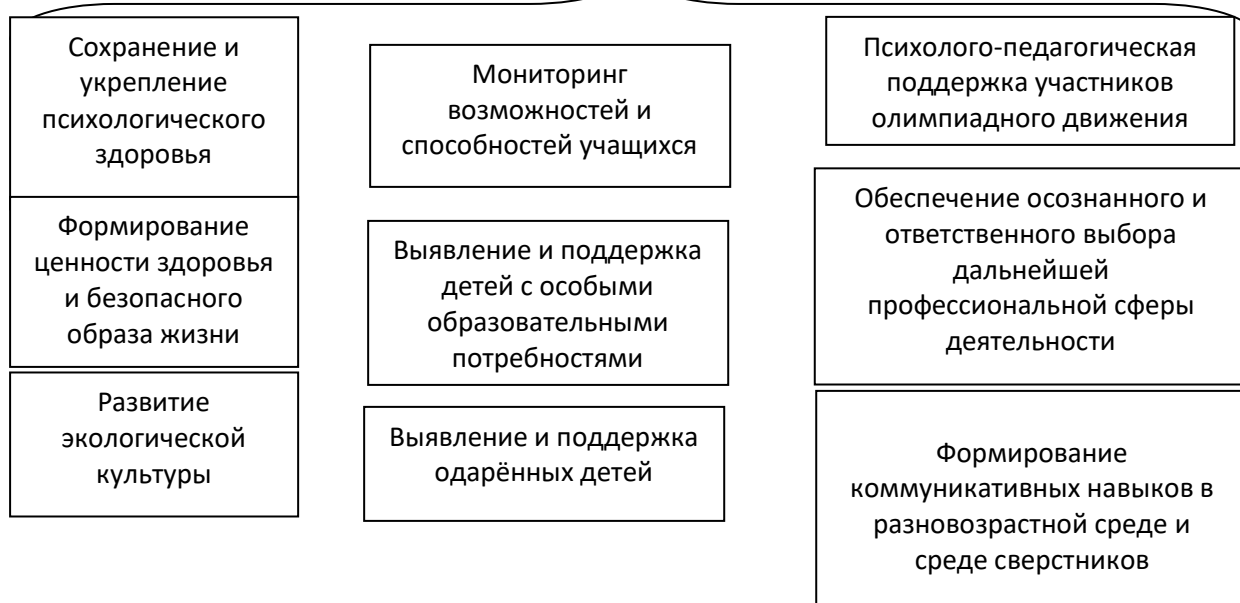 Сохранение и
укрепление
психологического
здоровья
Формирование
ценности здоровья
и безопасного
образа жизни
Развитие
экологической
культуры
Мониторинг
возможностей и
способностей учащихся
Выявление и поддержка
детей с особыми
образовательными
потребностями
Выявление и поддержка
одарённых детей
Психолого-педагогическая
поддержка участников
олимпиадного движения
Обеспечение осознанного и
ответственного выбора
дальнейшей
профессиональной сферы
деятельности
Формирование
коммуникативных навыков в
разновозрастной среде и
среде сверстников